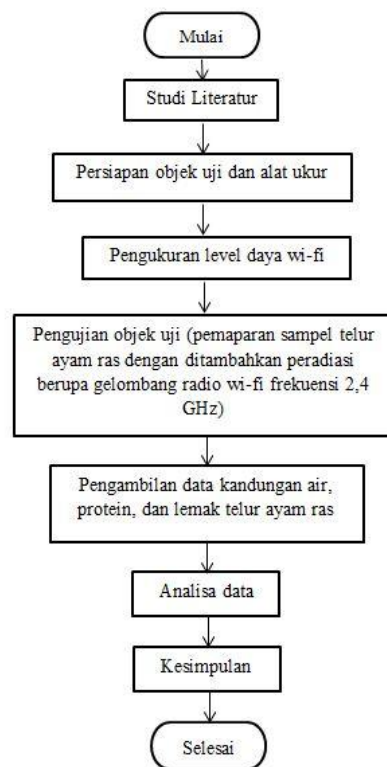 Mulai
Studi Literatur
Persiapan objek uji dan alat ukur
Pengukuran level daya wi-fi
Pengujian objek uji (pemaparan sampel telur
ayam ras dengan ditambahkan peradiasi
berupa gelombang radio wi-fi frekuensi 2,4
GHz)
Pengambilan data kandungan air,
protein, dan lemak telur ayam ras
Analisa data
Kesimpulan
Selesai